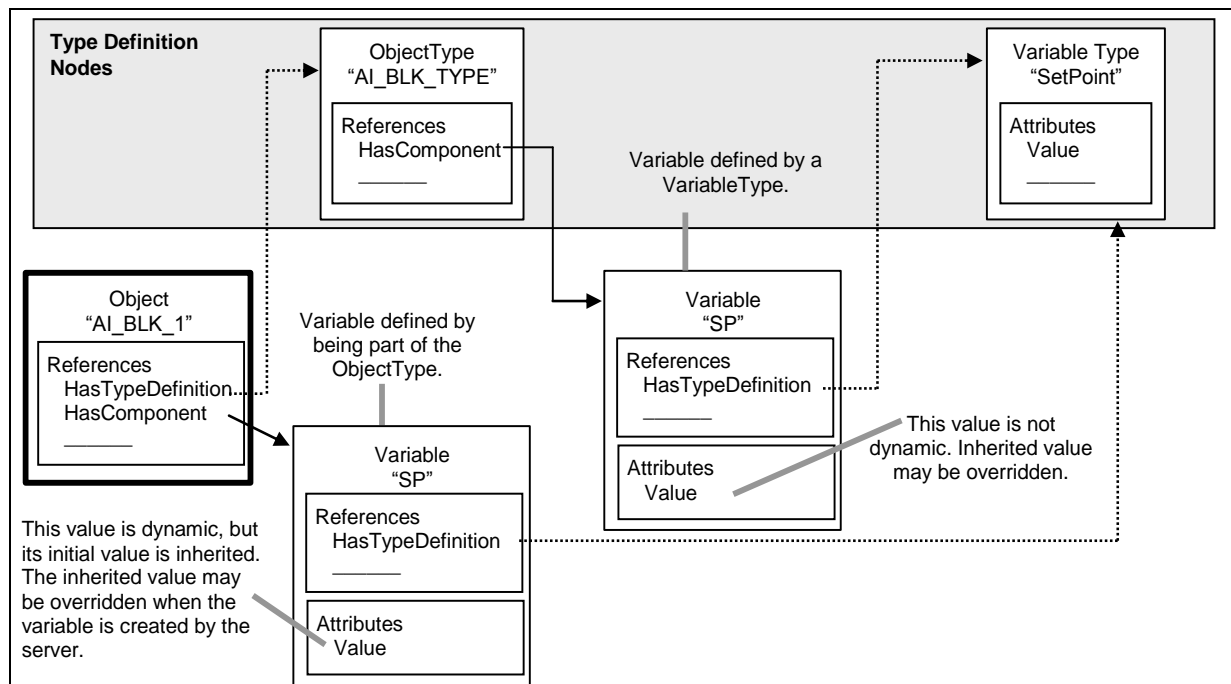 Type Definition
Nodes
ObjectType
“AI_BLK_TYPE”
References
HasComponent
______
Variable Type
“SetPoint”
Attributes
Value
______
Variable defined by a
VariableType.
Object
“AI_BLK_1”
References
HasTypeDefinition
HasComponent
______
Variable defined by
being part of the
ObjectType.
Variable
“SP”
References
HasTypeDefinition
______
Attributes
Value
This value is not
dynamic. Inherited value
may be overridden.
Variable
“SP”
References
HasTypeDefinition
______
Attributes
Value
This value is dynamic, but
its initial value is inherited.
The inherited value may
be overridden when the
variable is created by the
server.